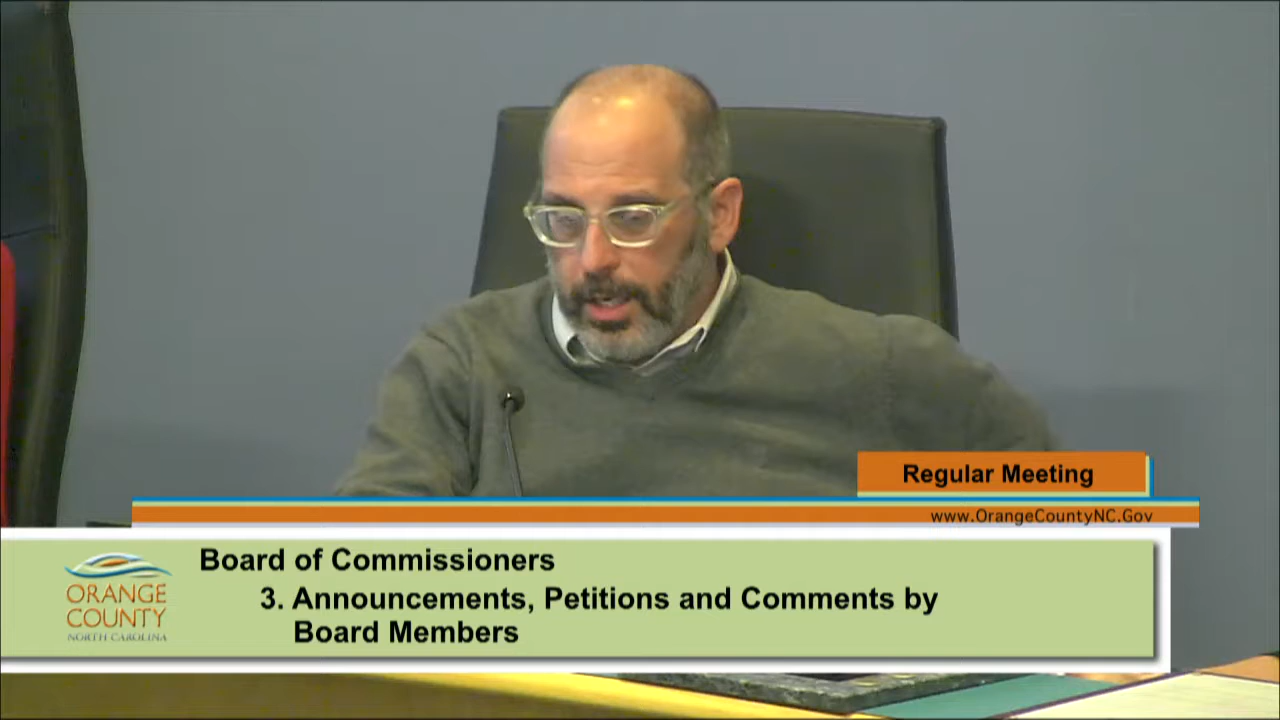 Regular Meeting
www.OrangeCountyNC.Gov
Board of Commissioners
3. Announcements, Petitions and Comments by
Board Members
ORANGE
COUNTY
NORTH CAROLINA